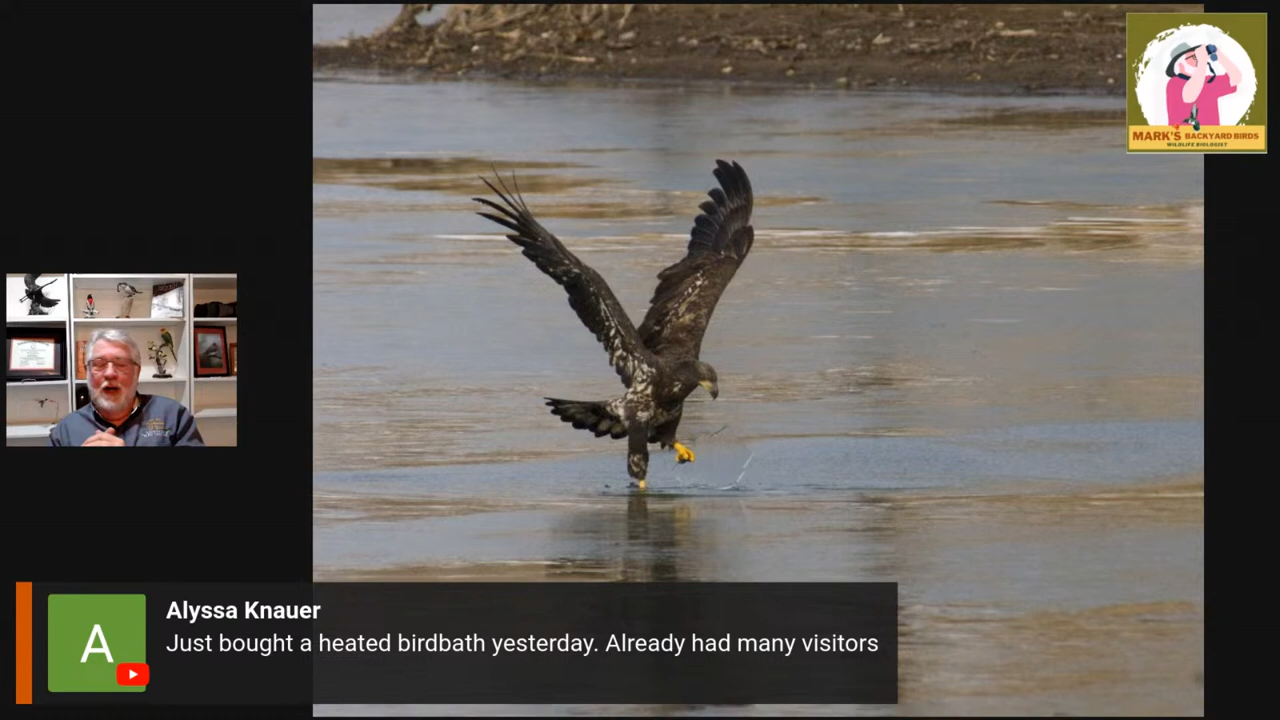 MARK'S BACKYARD BIRDS
WILDLIFE BIOLOGIST
Alyssa Knauer
A
Just bought a heated birdbath yesterday. Already had many visitors